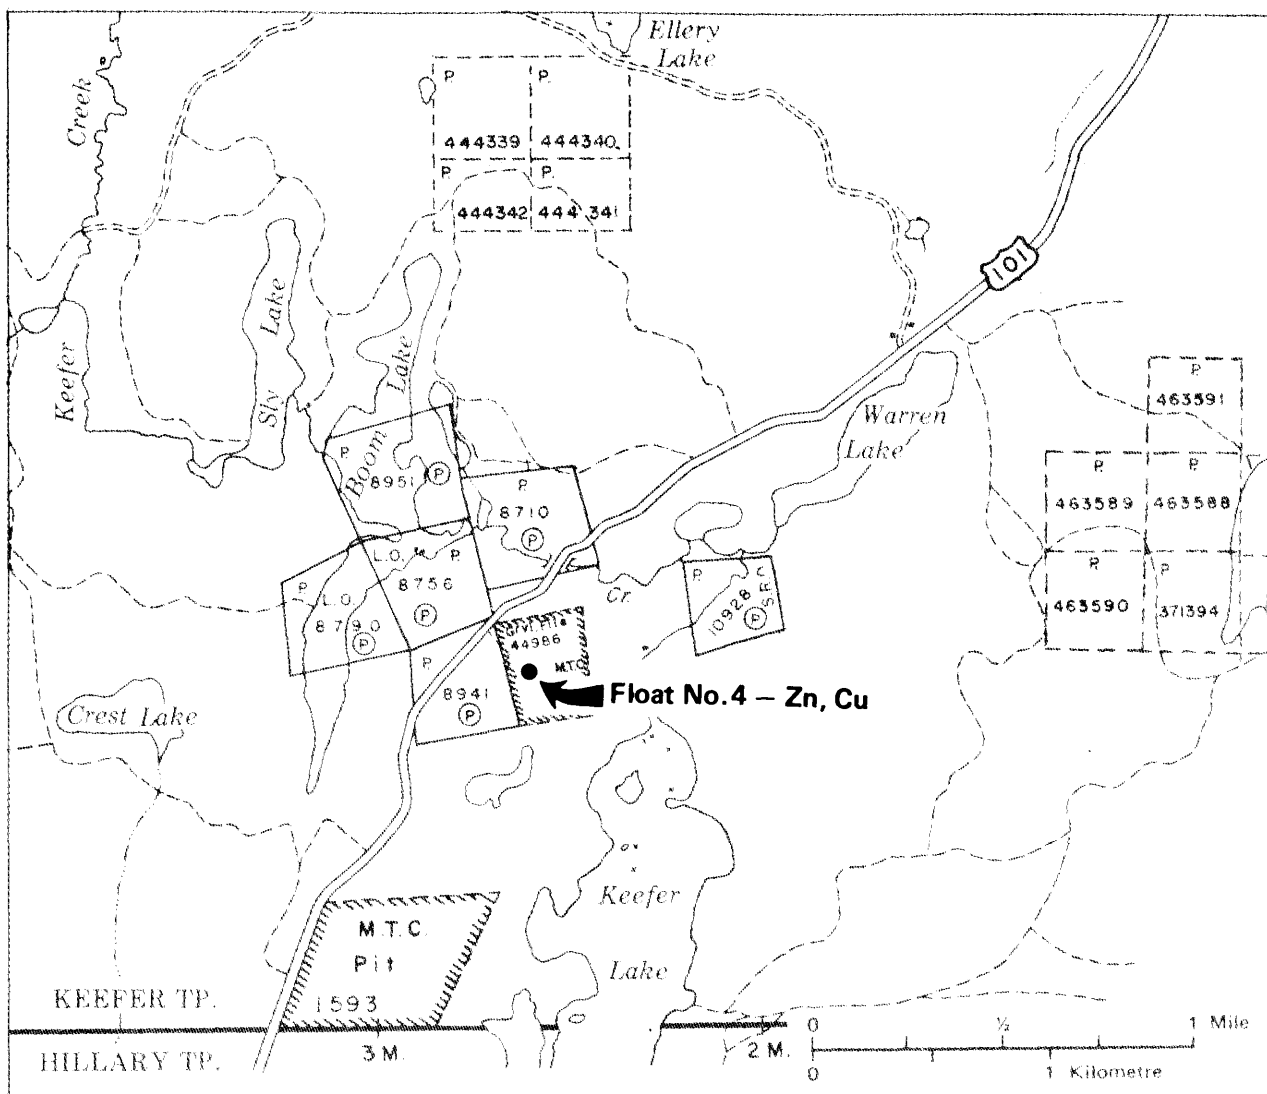 Ellery
Lake
Creek
P.
P.
444339
444340
P.
P.
444342
444341
101
Sly Lake
Boom Lake
Keefer
Warren
Lake
P.
463591
P.
P.
463589
463588
P.
P
463590
371394
P.
8951
P
P.
8710
P
L.O.
P.
8756
P
P.
L.O.
8790
P
Cr.
P.
10928
S.R.O.
P
44986
M.T.C.
P.
8941
P
Float No.4 – Zn, Cu
Crest Lake
Keefer
Lake
M.T.C.
Pit
1593
KEEFER TP.
HILLARY TP.
3 M.
2 M.
0 ½ 1 Mile
0 1 Kilometre